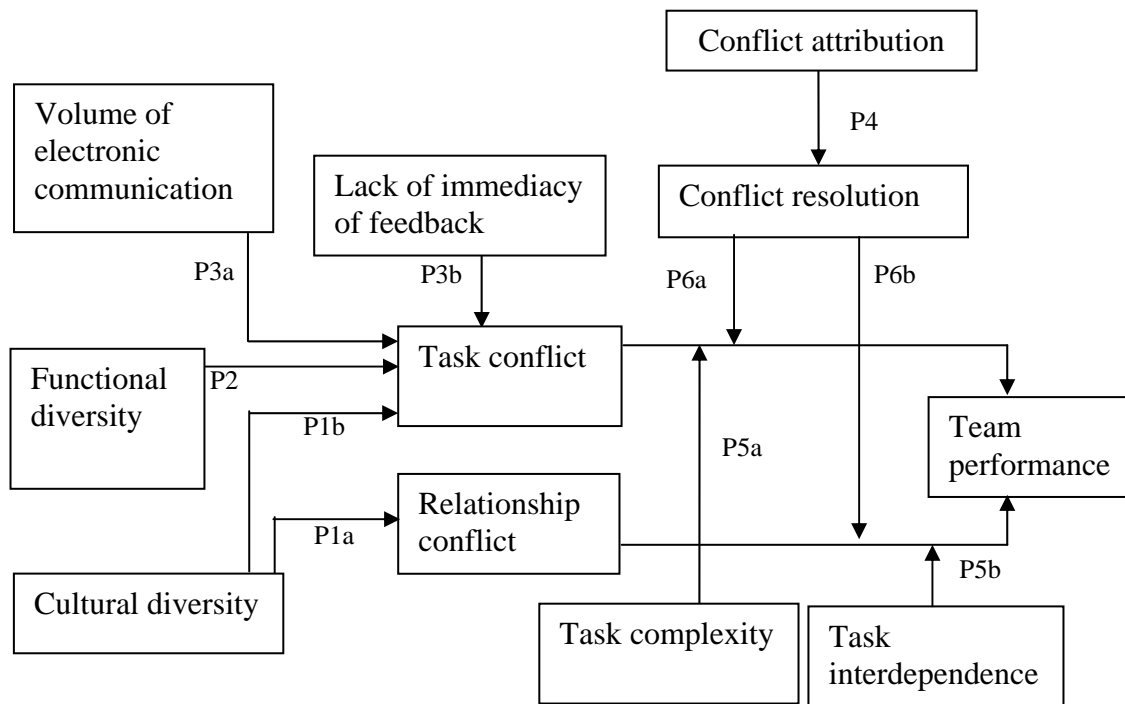 Conflict attribution
Volume of
electronic
communication
P4
Lack of immediacy
of feedback
Conflict resolution
P3a
P3b
P6a
P6b
Task conflict
Functional
diversity
P2
P1b
P5a
Team
performance
Relationship
conflict
P1a
P5b
Cultural diversity
Task complexity
Task
interdependence